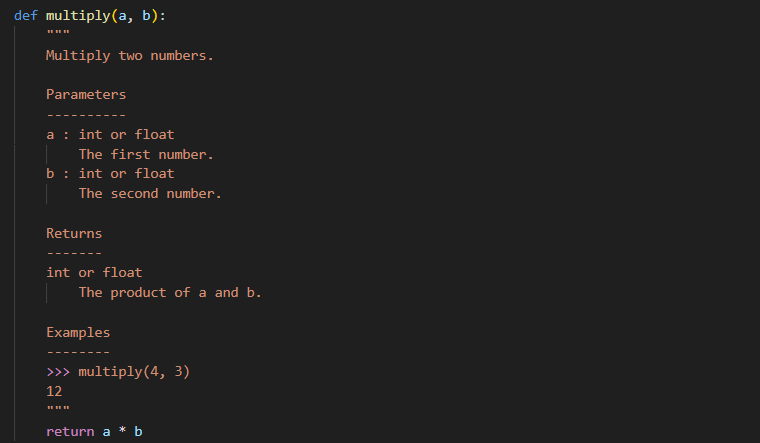 def multiply(a, b):
    """
    Multiply two numbers.

    Parameters
    ----------
    a : int or float
        The first number.
    b : int or float
        The second number.

    Returns
    -------
    int or float
        The product of a and b.

    Examples
    --------
    >>> multiply(4, 3)
    12
    """
    return a * b